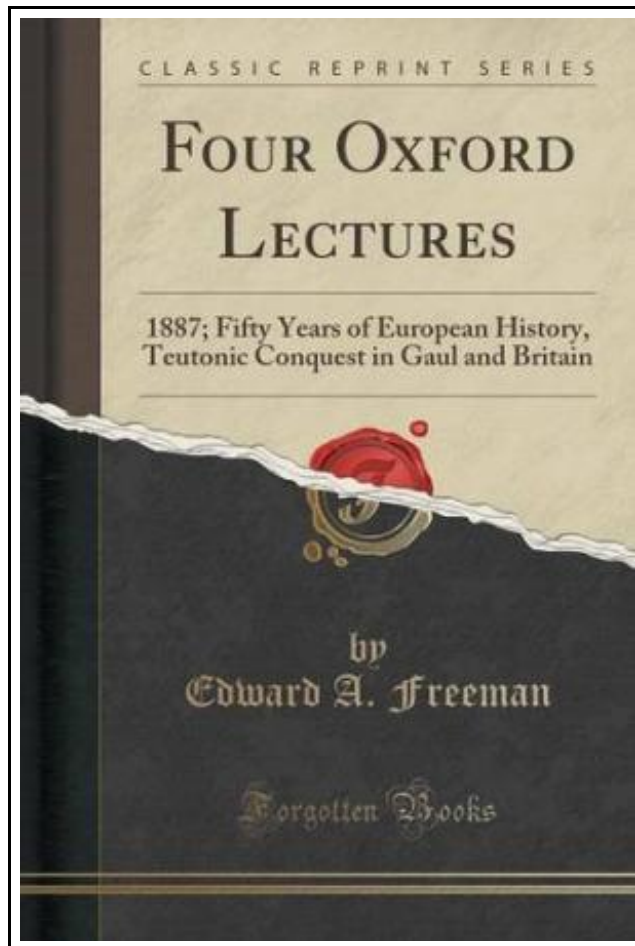 CLASSIC REPRINT SERIES
FOUR OXFORD
LECTURES
1887; Fifty Years of European History,
Teutonic Conquest in Gaul and Britain
F
by
Edward A. Freeman
Forgotten Books